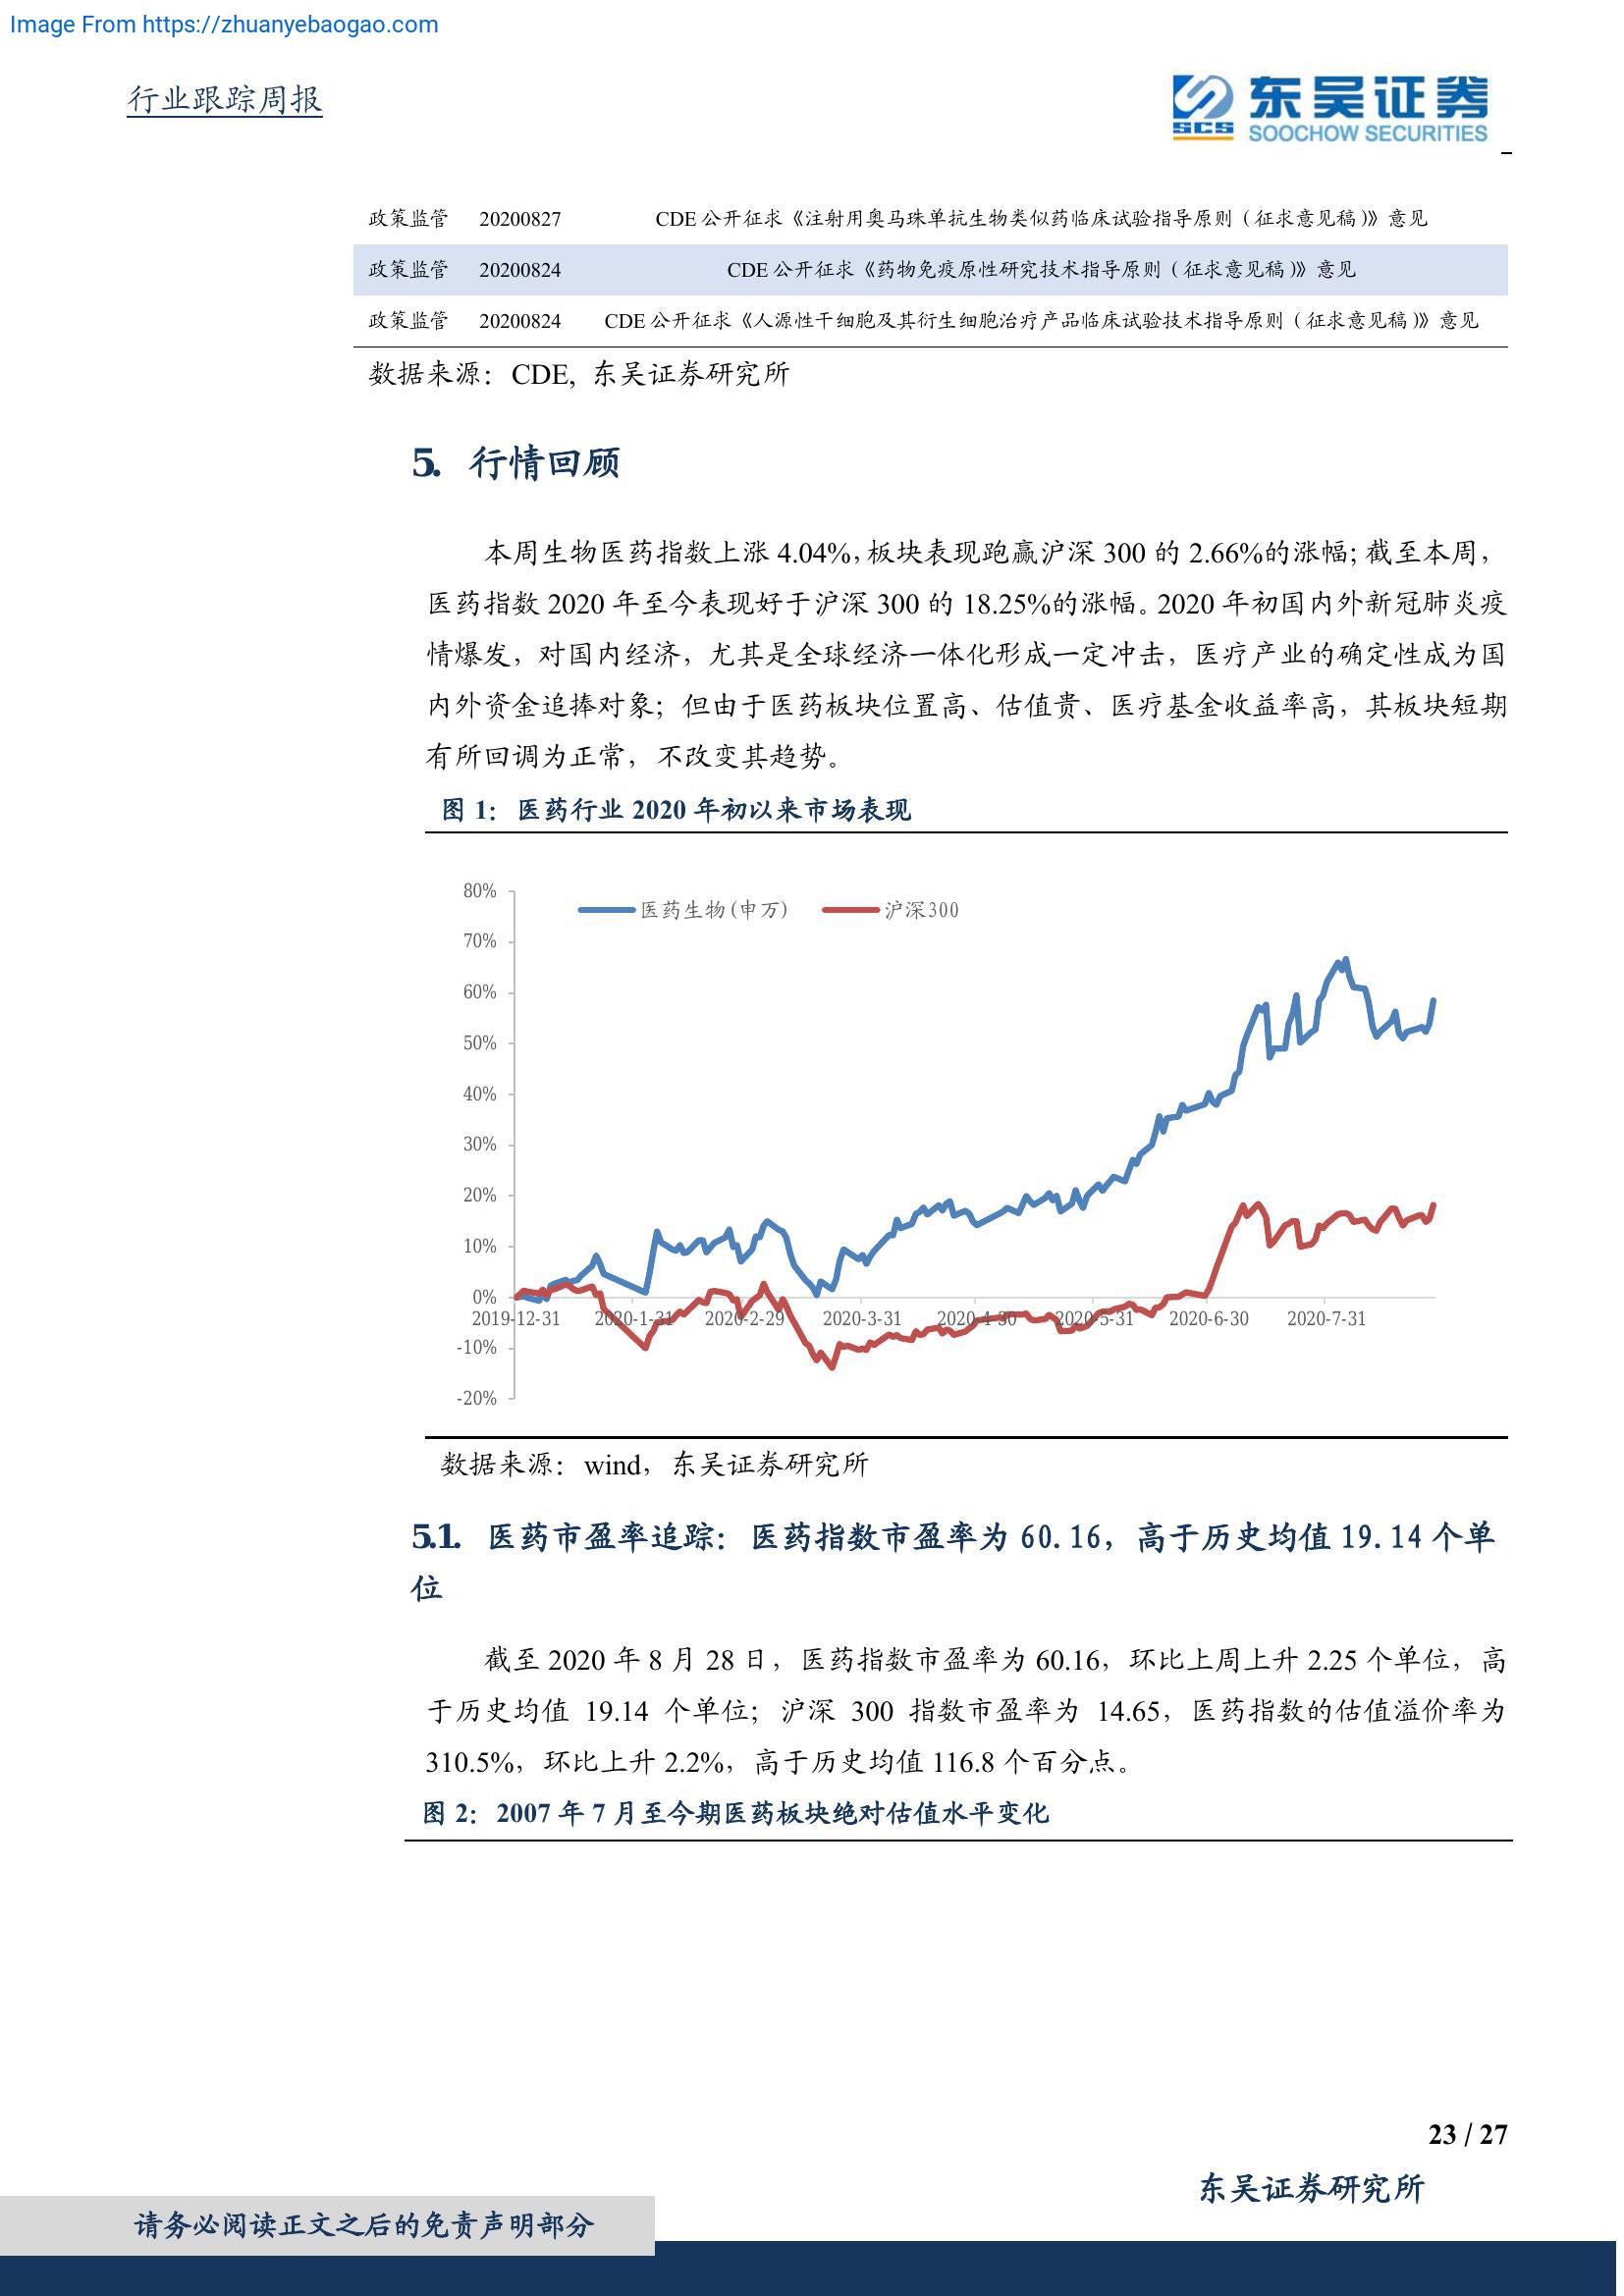 Image From https://zhuanyebaogao.com
行业跟踪周报
SCS 东吴证券
SOOCHOW SECURITIES
政策监管 20200827 CDE 公开征求《注射用奥马珠单抗生物类似药临床试验指导原则（征求意见稿）》意见
政策监管 20200824 CDE 公开征求《药物免疫原性研究技术指导原则（征求意见稿）》意见
政策监管 20200824 CDE 公开征求《人源性干细胞及其衍生细胞治疗产品临床试验技术指导原则（征求意见稿）》意见
数据来源：CDE，东吴证券研究所
5. 行情回顾
本周生物医药指数上涨 4.04%，板块表现跑赢沪深 300 的 2.66%的涨幅；截至本周，
医药指数 2020 年至今表现好于沪深 300 的 18.25%的涨幅。2020 年初国内外新冠肺炎疫
情爆发，对国内经济，尤其是全球经济一体化形成一定冲击，医疗产业的确定性成为国
内外资金追捧对象；但由于医药板块位置高、估值贵、医疗基金收益率高，其板块短期
有所回调为正常，不改变其趋势。
图 1：医药行业 2020 年初以来市场表现
医药生物(申万) 沪深300
80%
70%
60%
50%
40%
30%
20%
10%
0%
-10%
-20%
2019-12-31 2020-1-31 2020-2-29 2020-3-31 2020-4-30 2020-5-31 2020-6-30 2020-7-31
数据来源：wind，东吴证券研究所
5.1. 医药市盈率追踪：医药指数市盈率为 60.16，高于历史均值 19.14 个单
位
截至 2020 年 8 月 28 日，医药指数市盈率为 60.16，环比上周上升 2.25 个单位，高
于历史均值 19.14 个单位；沪深 300 指数市盈率为 14.65，医药指数的估值溢价率为
310.5%，环比上升 2.2%，高于历史均值 116.8 个百分点。
图 2：2007 年 7 月至今期医药板块绝对估值水平变化
23 / 27
东吴证券研究所
请务必阅读正文之后的免责声明部分